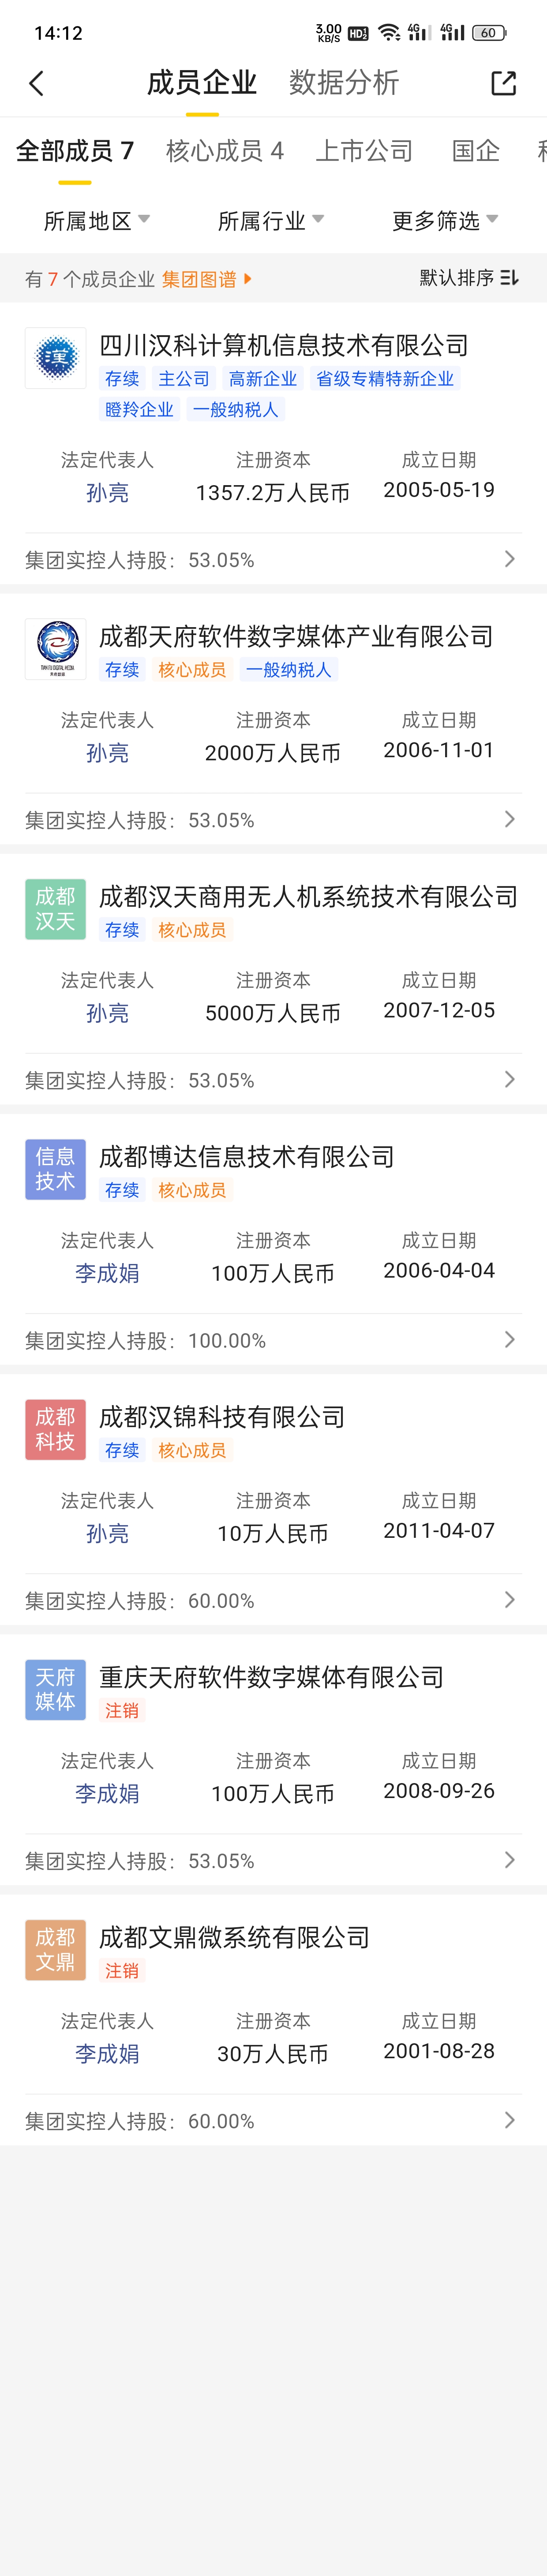 14:12 3.00 KB/S HD 4G 4G 60
成员企业 数据分析
全部成员 7 核心成员 4 上市公司 国企
所属地区 所属行业 更多筛选
有 7 个成员企业 集团图谱 默认排序
漢
四川汉科计算机信息技术有限公司
存续 主公司 高新企业 省级专精特新企业
瞪羚企业 一般纳税人
法定代表人 注册资本 成立日期
孙亮 1357.2万人民币 2005-05-19
集团实控人持股: 53.05%
成都天府软件数字媒体产业有限公司
存续 核心成员 一般纳税人
法定代表人 注册资本 成立日期
孙亮 2000万人民币 2006-11-01
集团实控人持股: 53.05%
成都
汉天
成都汉天商用无人机系统技术有限公司
存续 核心成员
法定代表人 注册资本 成立日期
孙亮 5000万人民币 2007-12-05
集团实控人持股: 53.05%
信息
技术
成都博达信息技术有限公司
存续 核心成员
法定代表人 注册资本 成立日期
李成娟 100万人民币 2006-04-04
集团实控人持股: 100.00%
成都
科技
成都汉锦科技有限公司
存续 核心成员
法定代表人 注册资本 成立日期
孙亮 10万人民币 2011-04-07
集团实控人持股: 60.00%
天府
媒体
重庆天府软件数字媒体有限公司
注销
法定代表人 注册资本 成立日期
李成娟 100万人民币 2008-09-26
集团实控人持股: 53.05%
成都
文鼎
成都文鼎微系统有限公司
注销
法定代表人 注册资本 成立日期
李成娟 30万人民币 2001-08-28
集团实控人持股: 60.00%